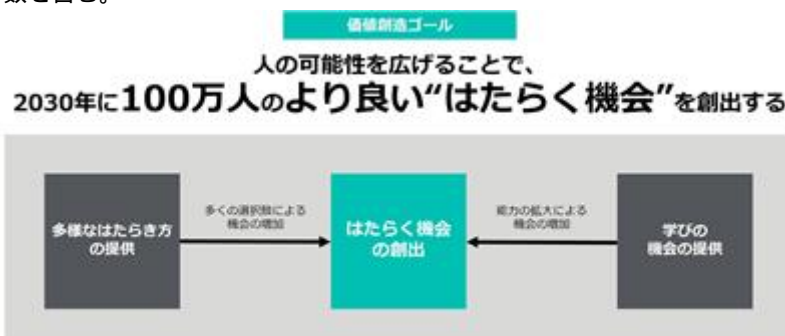 数を含む。
価値創造ゴール
人の可能性を広げることで、
2030年に100万人のより良い“はたらく機会”を創出する
多様なはたらき方
の提供
多くの選択肢による
機会の増加
はたらく機会
の創出
能力の拡大による
機会の増加
学びの
機会の提供